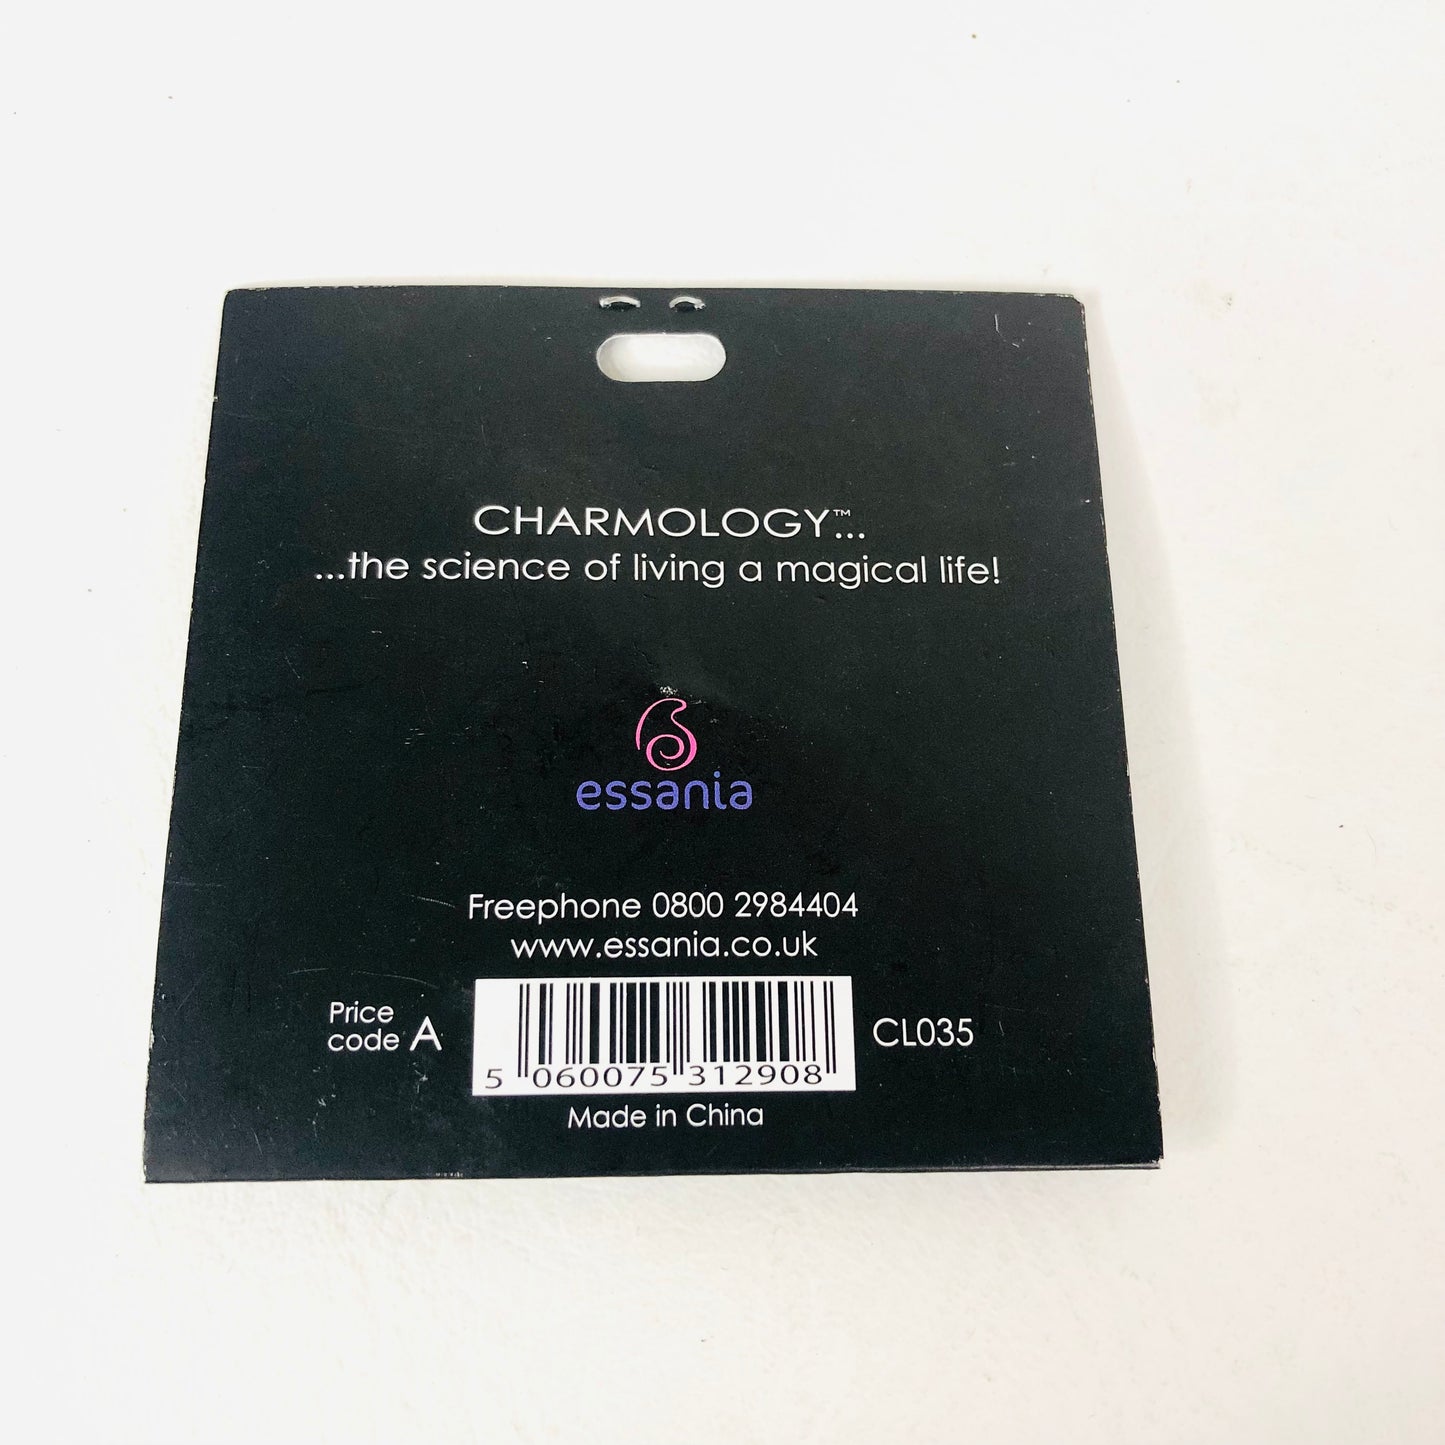 CHARMOLOGY™...
...the science of living a magical life!
essania
Freephone 0800 2984404
www.essania.co.uk
Price
code A
CL035
5 060075 312908
Made in China